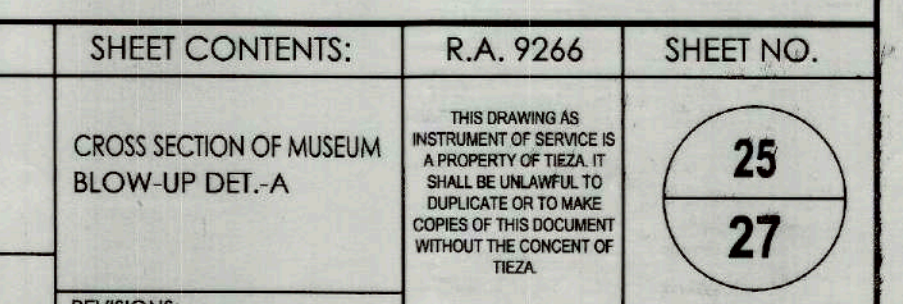 SHEET CONTENTS:
R.A. 9266
SHEET NO.
CROSS SECTION OF MUSEUM
BLOW-UP DET.-A
THIS DRAWING AS
INSTRUMENT OF SERVICE IS
A PROPERTY OF TIEZA. IT
SHALL BE UNLAWFUL TO
DUPLICATE OR TO MAKE
COPIES OF THIS DOCUMENT
WITHOUT THE CONCENT OF
TIEZA.
25
27
REVISIONS: